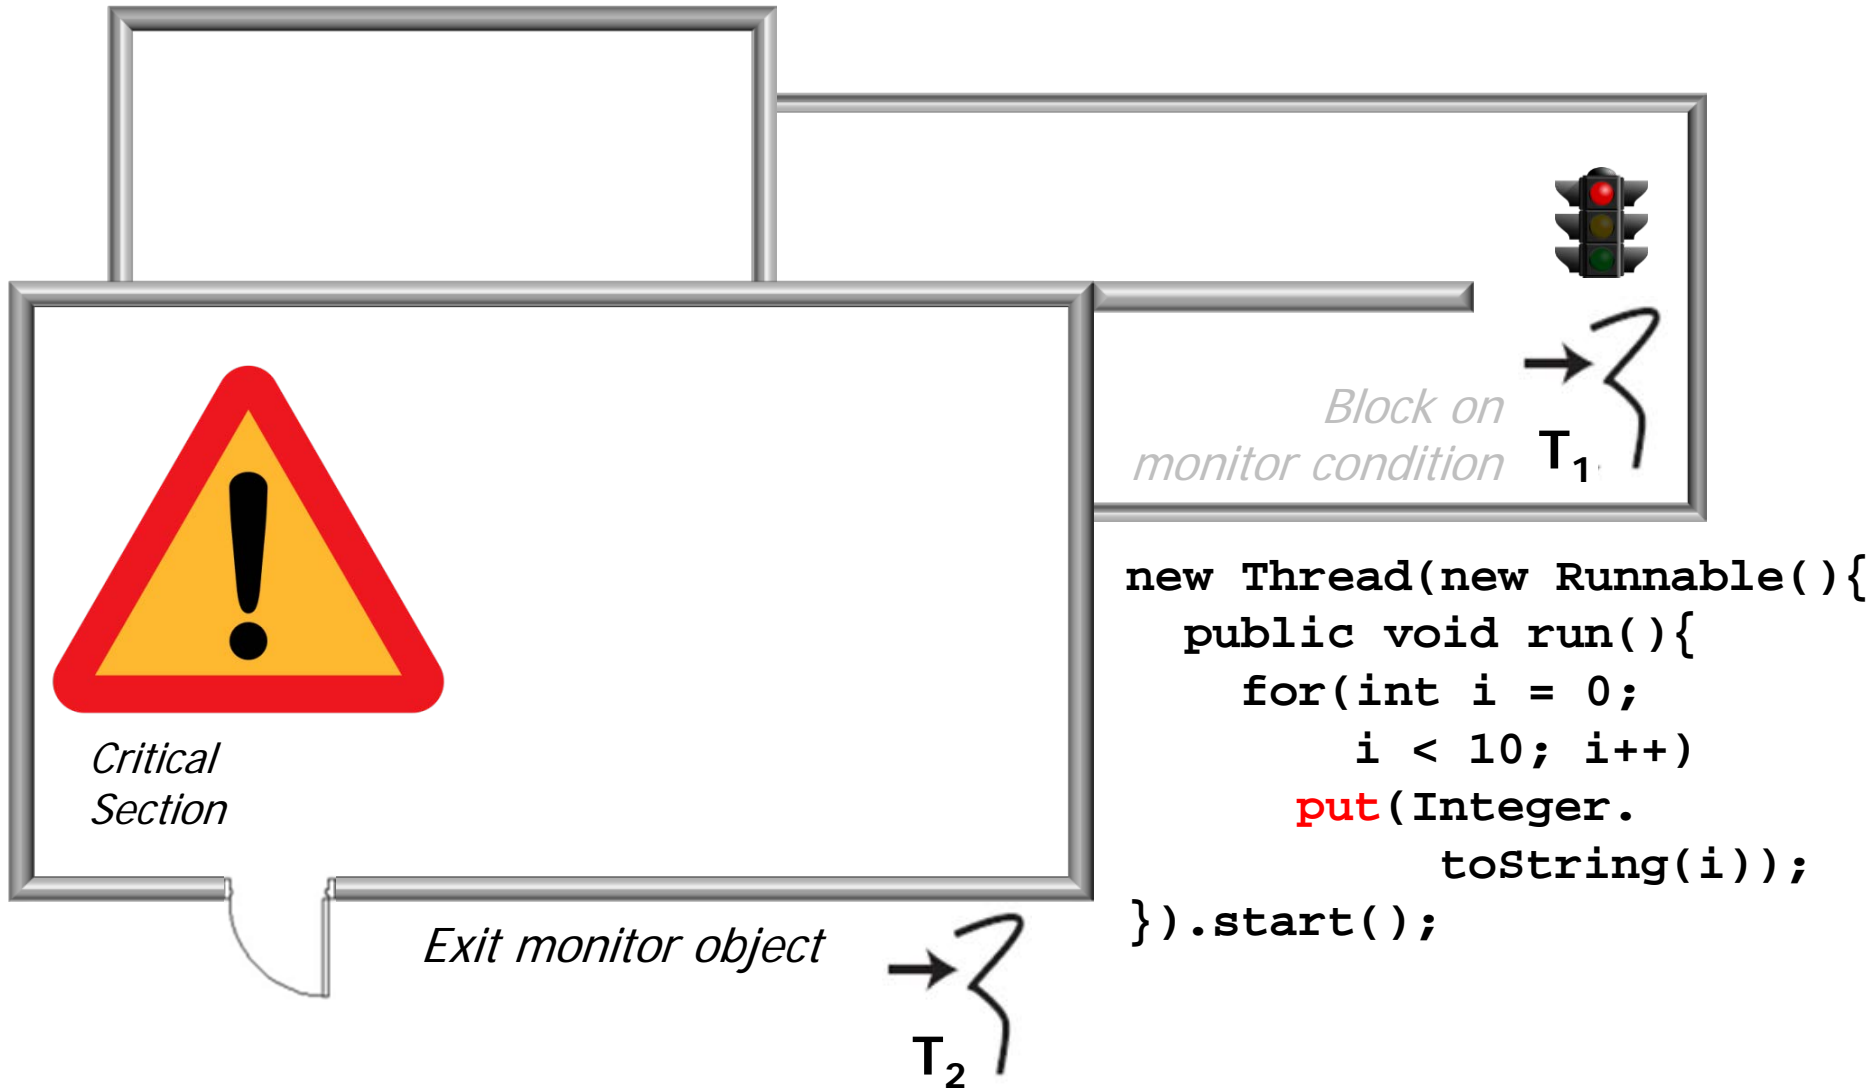 Block on
monitor condition
T1
Critical
Section
new Thread(new Runnable(){
public void run(){
for(int i = 0;
i < 10; i++)
put(Integer.
toString(i));
}).start();
Exit monitor object
T2